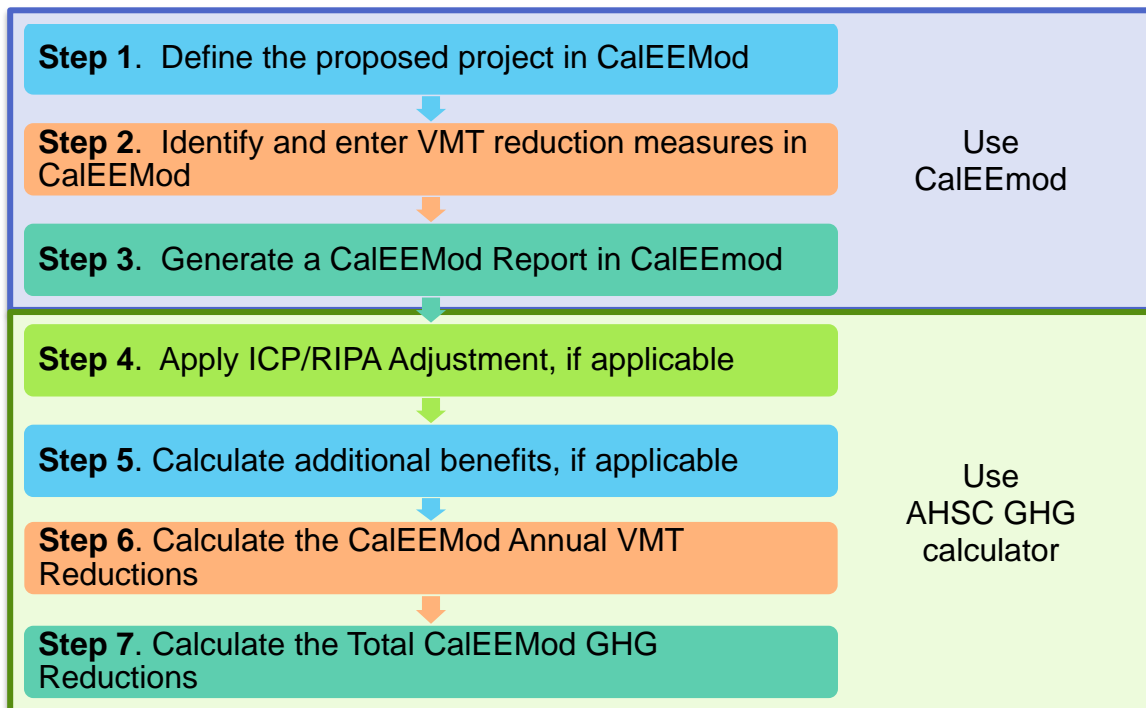 Step 1.  Define the proposed project in CalEEMod
Step 2.  Identify and enter VMT reduction measures in
CalEEMod
Step 3.  Generate a CalEEMod Report in CalEEmod
Use
CalEEmod
Step 4.  Apply ICP/RIPA Adjustment, if applicable
Step 5. Calculate additional benefits, if applicable
Step 6. Calculate the CalEEMod Annual VMT
Reductions
Step 7. Calculate the Total CalEEMod GHG
Reductions
Use
AHSC GHG
calculator